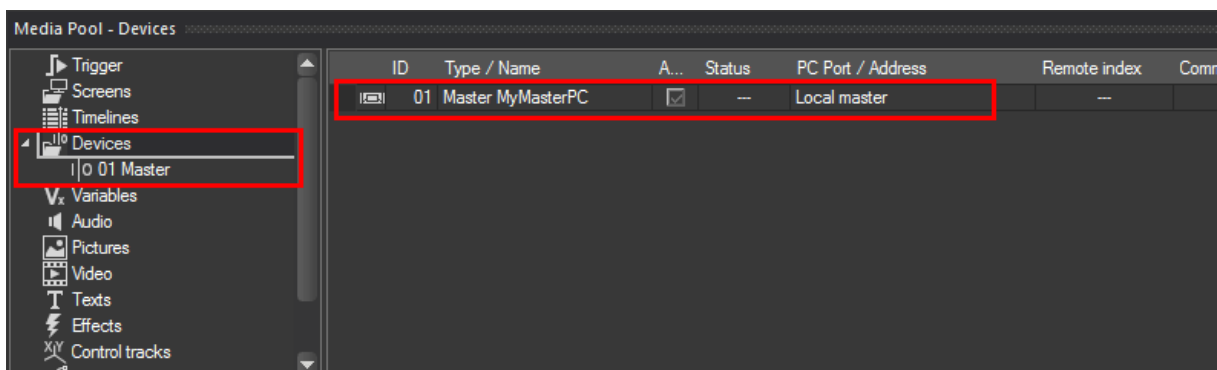 Media Pool - Devices
Trigger
Screens
Timelines
Devices
01 Master
Variables
Audio
Pictures
Video
Texts
Effects
Control tracks
ID Type / Name A... Status PC Port / Address Remote index Comm
01 Master MyMasterPC --- Local master ---